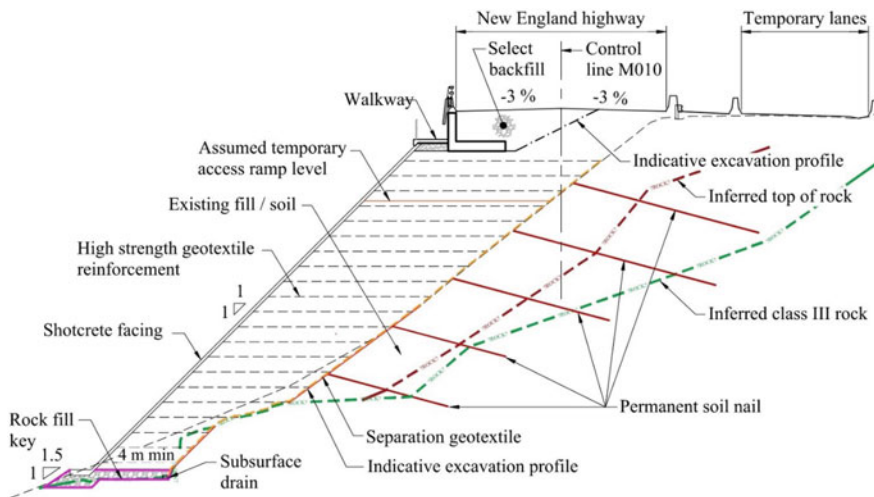 New England highway
Temporary lanes
Select
backfill
Control
line M010
-3 %
-3 %
Walkway
Assumed temporary
access ramp level
Indicative excavation profile
Existing fill / soil
Inferred top of rock
High strength geotextile
reinforcement
1
1
Inferred class III rock
Shotcrete facing
Permanent soil nail
Rock fill
key
Separation geotextile
1.5
1
4 m min
Subsurface
drain
Indicative excavation profile